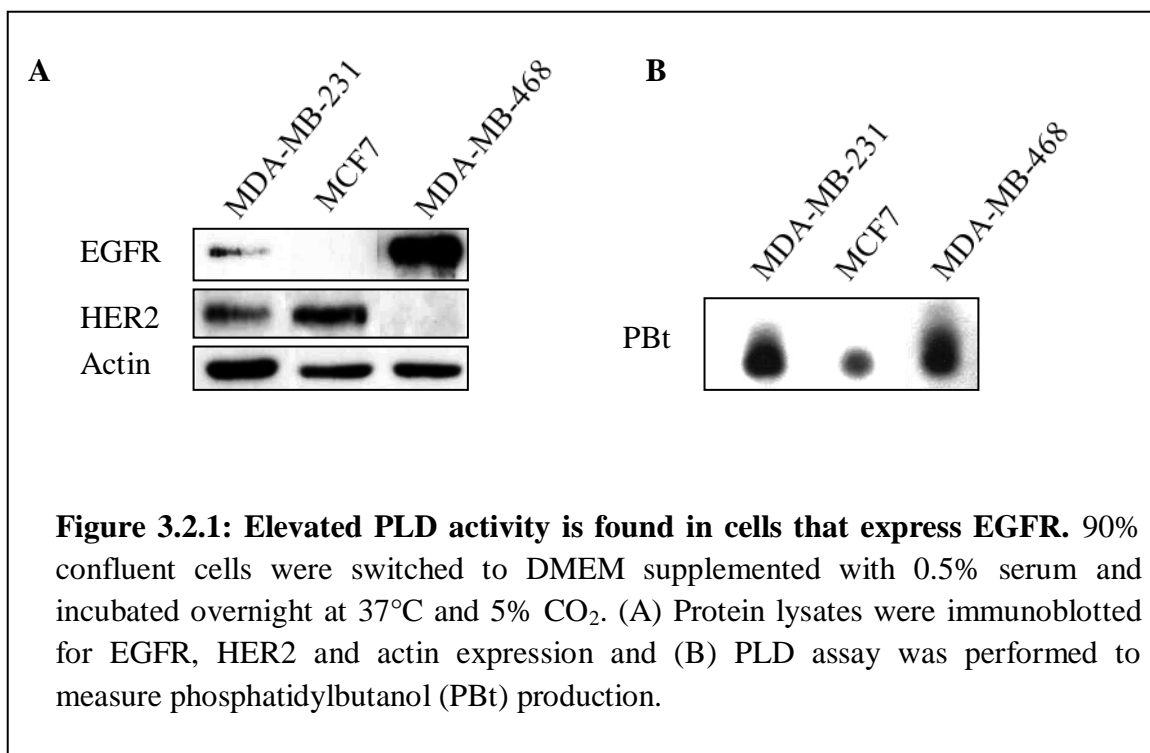 A
B
MDA-MB-231
MCF7
MDA-MB-468
MDA-MB-231
MCF7
MDA-MB-468
EGFR
HER2
Actin
PBt
Figure 3.2.1: Elevated PLD activity is found in cells that express EGFR. 90%
confluent cells were switched to DMEM supplemented with 0.5% serum and
incubated overnight at 37°C and 5% CO₂. (A) Protein lysates were immunoblotted
for EGFR, HER2 and actin expression and (B) PLD assay was performed to
measure phosphatidylbutanol (PBt) production.